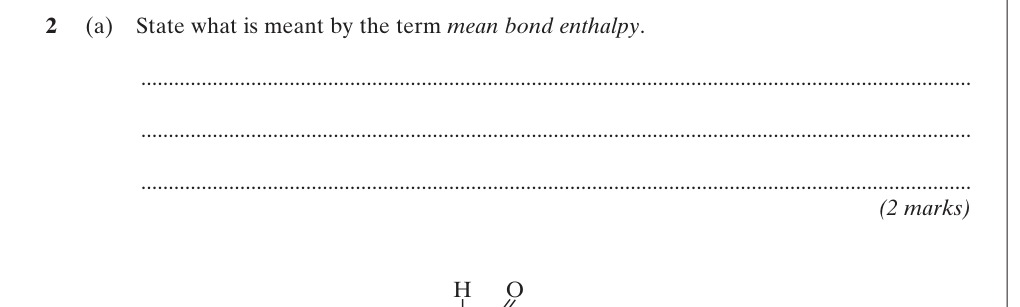 2 (a) State what is meant by the term mean bond enthalpy.
................................................................................
................................................................................
................................................................................
(2 marks)
H O